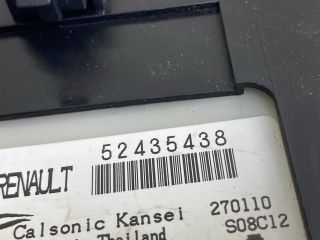 52435438
RENAULT
Calsonic Kansei 270110
Thailand S08C12